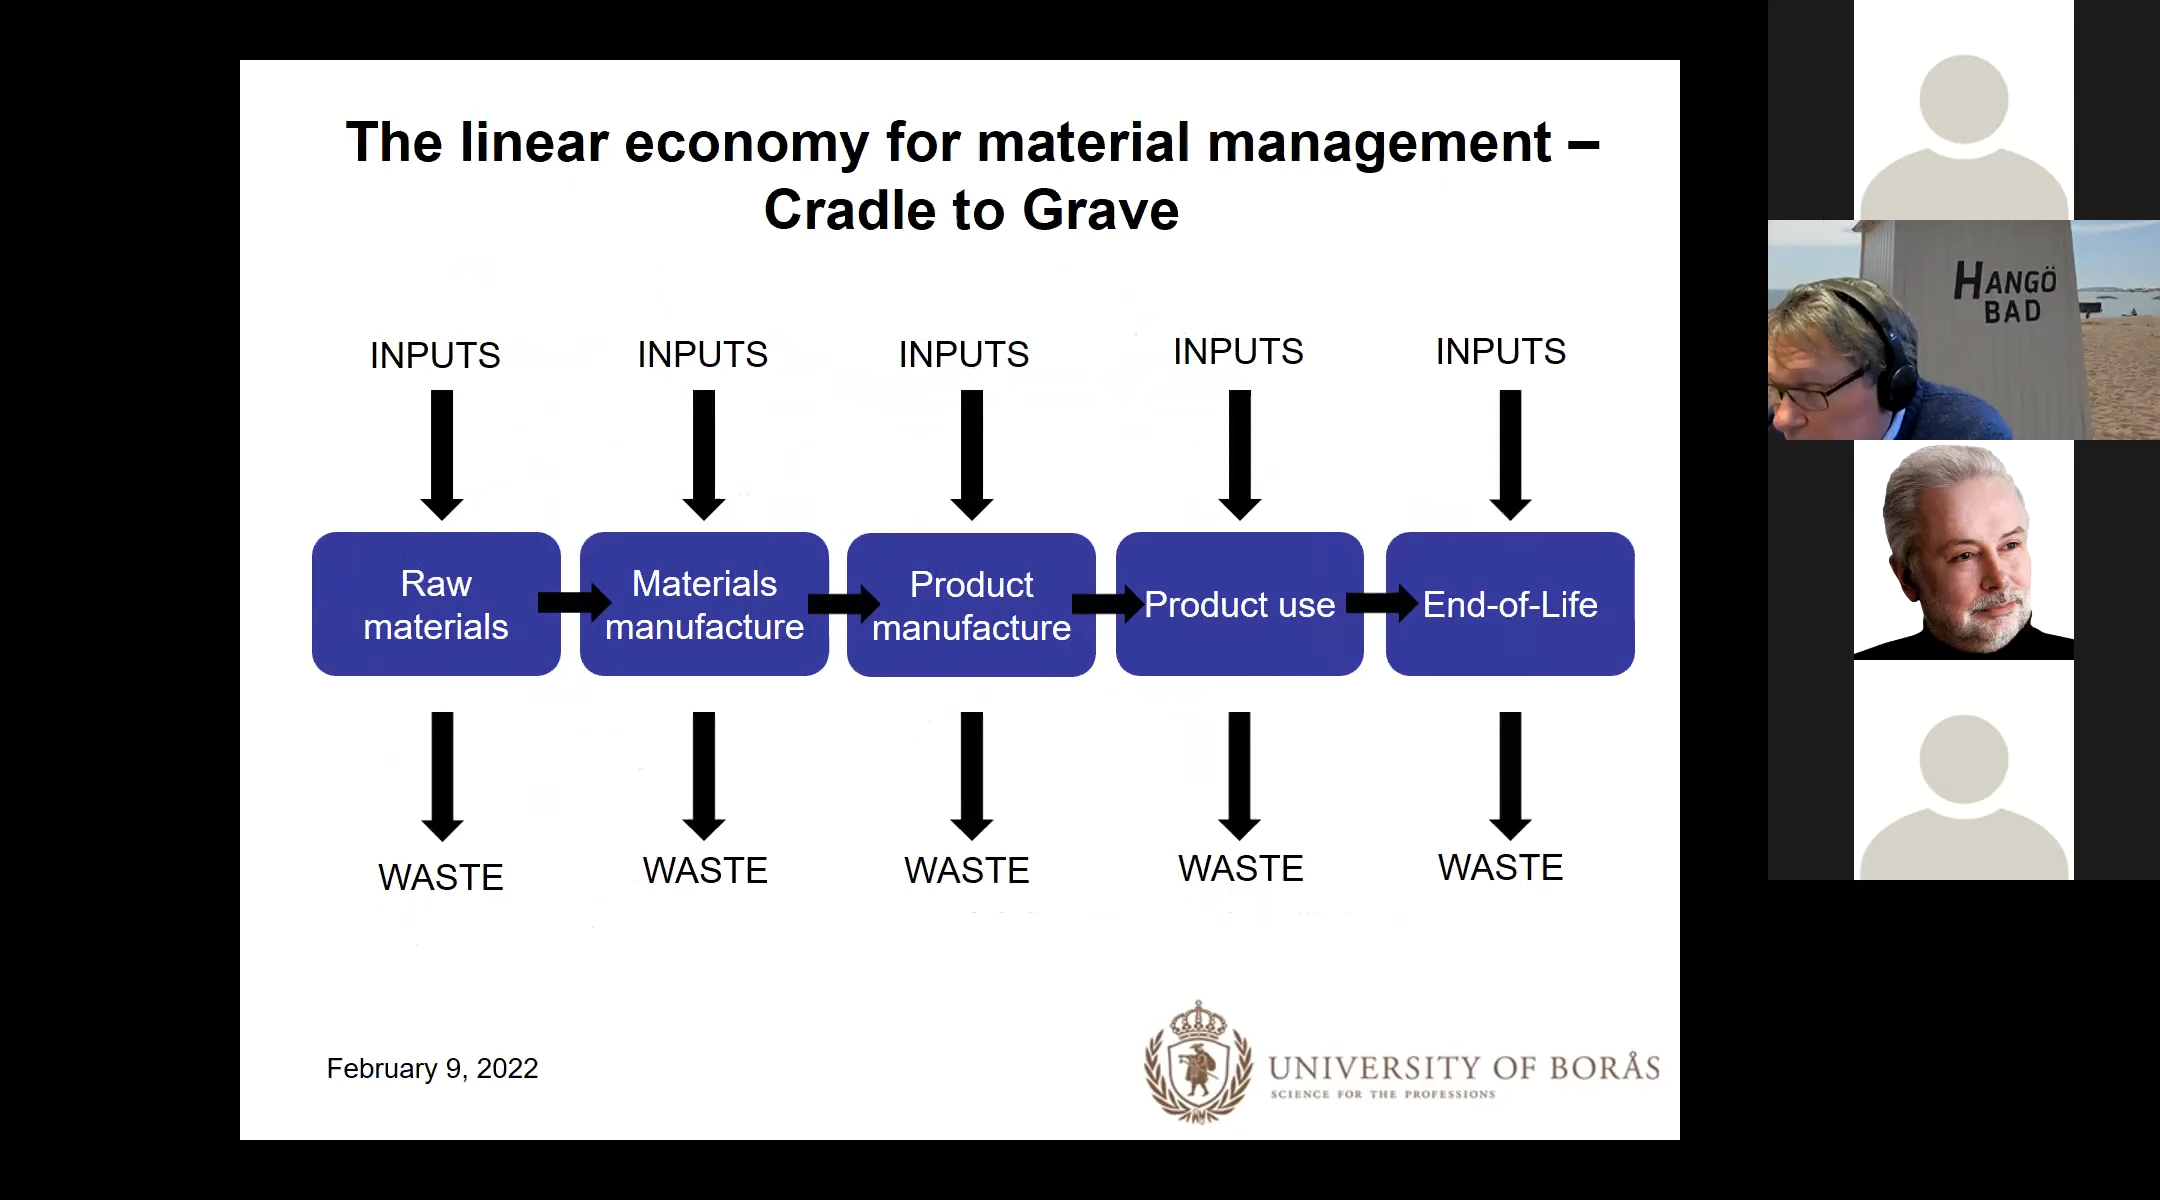 The linear economy for material management –
Cradle to Grave
INPUTS INPUTS INPUTS INPUTS INPUTS
Raw
materials
Materials
manufacture
Product
manufacture
Product use
End-of-Life
WASTE WASTE WASTE WASTE WASTE
February 9, 2022
UNIVERSITY OF BORÅS
SCIENCE FOR THE PROFESSIONS
HANGÖ
BAD